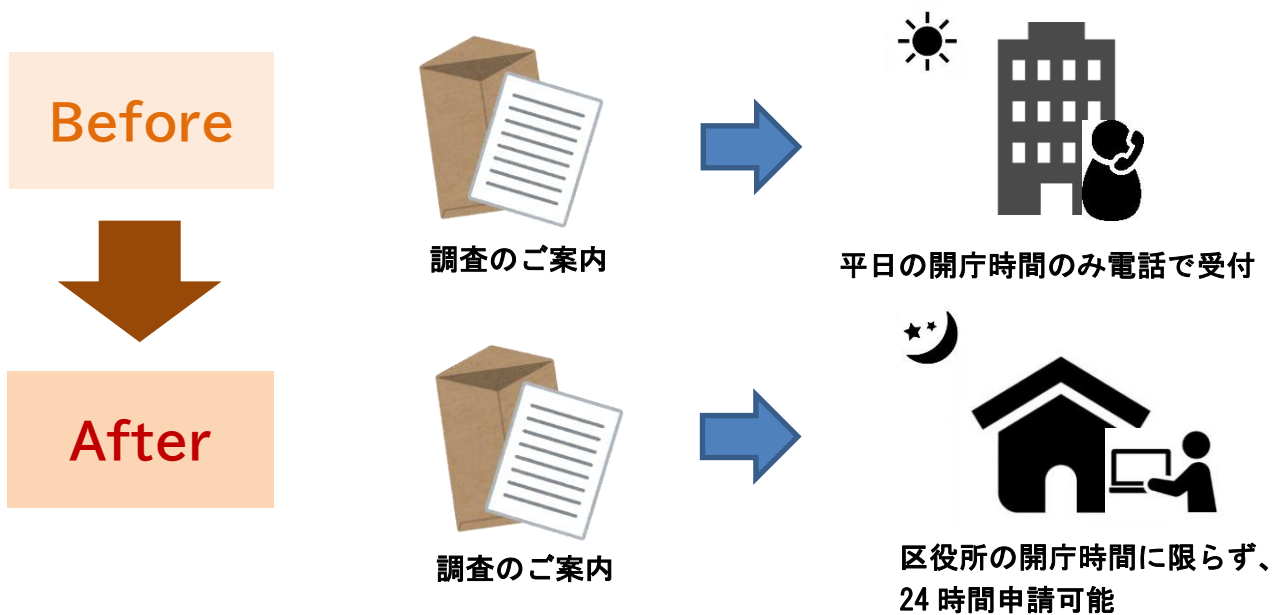 Before
調査のご案内
平日の開庁時間のみ電話で受付
After
調査のご案内
区役所の開庁時間に限らず、
24時間申請可能